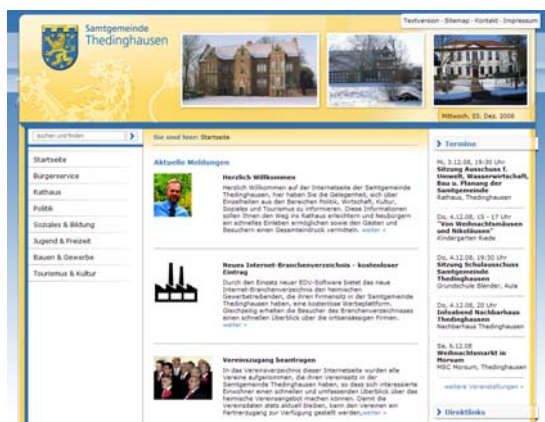 Textversion - Sitemap - Kontakt - Impressum
Samtgemeinde
Thedinghausen
Mittwoch, 03. Dez. 2008
suchen und finden
Startseite
Bürgerservice
Rathaus
Politik
Soziales & Bildung
Jugend & Freizeit
Bauen & Gewerbe
Tourismus & Kultur
Sie sind hier: Startseite
Aktuelle Meldungen
Herzlich Willkommen
Herzlich Willkommen auf der Internetseite der Samtgemeinde
Thedinghausen, hier haben Sie die Gelegenheit, sich über
Einzelheiten aus den Bereichen Politik, Wirtschaft, Kultur,
Soziales und Tourismus zu informieren. Diese Informationen
sollen Ihnen den Weg ins Rathaus erleichtern und Neubürgern
ein schnelles Einleben ermöglichen sowie den Gästen und
Besuchern einen Gesamteindruck vermitteln. weiter »
Neues Internet-Branchenverzeichnis - kostenloser
Eintrag
Durch den Einsatz neuer EDV-Software bietet das neue
Internet-Branchenverzeichnis den heimischen
Gewerbetreibenden, die ihren Firmensitz in der Samtgemeinde
Thedinghausen haben, eine kostenlose Werbeplattform.
Gleichzeitig erhalten die Besucher des Branchenverzeichnisses
einen schnellen Überblick über die ortsansässigen Firmen.
weiter »
Vereinszugang beantragen
In das Vereinsverzeichnis dieser Internetseite wurden alle
Vereine aufgenommen, die ihren Vereinssitz in der
Samtgemeinde Thedinghausen haben, so dass sich interessierte
Einwohner einen schnellen und umfassenden Überblick über das
heimische Vereinsangebot machen können. Damit die
Vereinsdaten stets aktuell bleiben, kann den Vereinen ein
Partnerzugang zur Verfügung gestellt werden.weiter »
Termine
Mi, 3.12.08, 19:30 Uhr
Sitzung Ausschuss f.
Umwelt, Wasserwirtschaft,
Bau u. Planung der
Samtgemeinde
Rathaus, Thedinghausen
Do, 4.12.08, 15 - 17 Uhr
"Von Weihnachtsmäusen
und Nikoläusen"
Kindergarten Riede
Do, 4.12.08, 19:30 Uhr
Sitzung Schulausschuss
Samtgemeinde
Thedinghausen
Grundschule Blender, Aula
Do, 4.12.08, 20 Uhr
Infoabend Nachbarhaus
Thedinghausen
Nachbarhaus Thedinghausen
Sa, 6.12.08
Weihnachtsmarkt in
Morsum
MSC Morsum, Thedinghausen
weitere Veranstaltungen »
Direktlinks